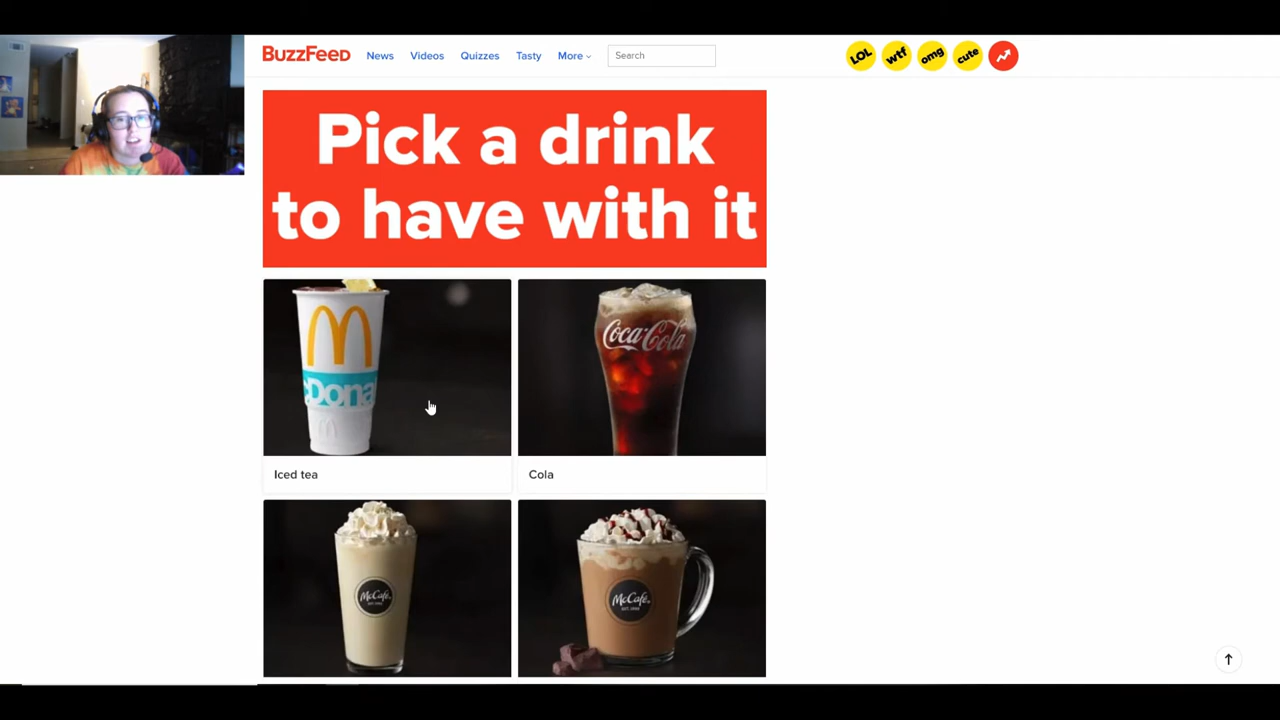 BuzzFeed News Videos Quizzes Tasty More Search LOL wtf omg cute
Pick a drink
to have with it
M
cDona
Coca-Cola
Iced tea
Cola
McCafé
McCafé